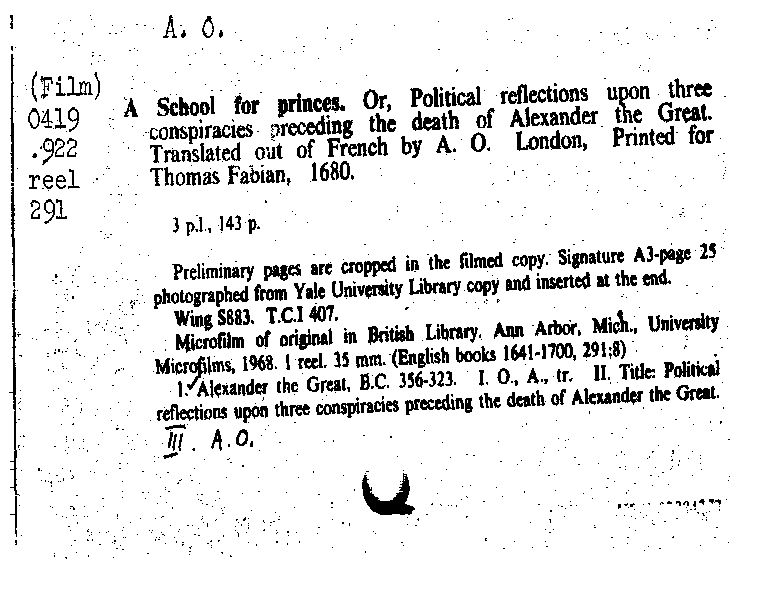 A. O.
(Film)
0419
.922
reel
291
A School for princes. Or, Political reflections upon three
conspiracies preceding the death of Alexander the Great.
Translated out of French by A. O. London, Printed for
Thomas Fabian, 1680.
3 p.l., 143 p.
Preliminary pages are cropped in the filmed copy. Signature A3-page 25
photographed from Yale University Library copy and inserted at the end.
Wing S883. T.C.I 407.
Microfilm of original in British Library. Ann Arbor, Mich., University
Microfilms, 1968. 1 reel. 35 mm. (English books 1641-1700, 291:8)
1. Alexander the Great, B.C. 356-323. I. O., A., tr. II. Title: Political
reflections upon three conspiracies preceding the death of Alexander the Great.
III. A.O.